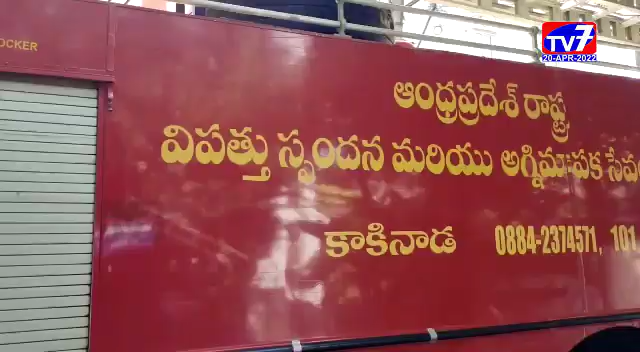 OCKER
TV7
20-APR-2022
ఆంధ్రప్రదేశ్ రాష్ట్ర
విపత్తు స్పందన మరియు అగ్నిమాపక సేవ
కాకినాడ 0884-2374571, 101